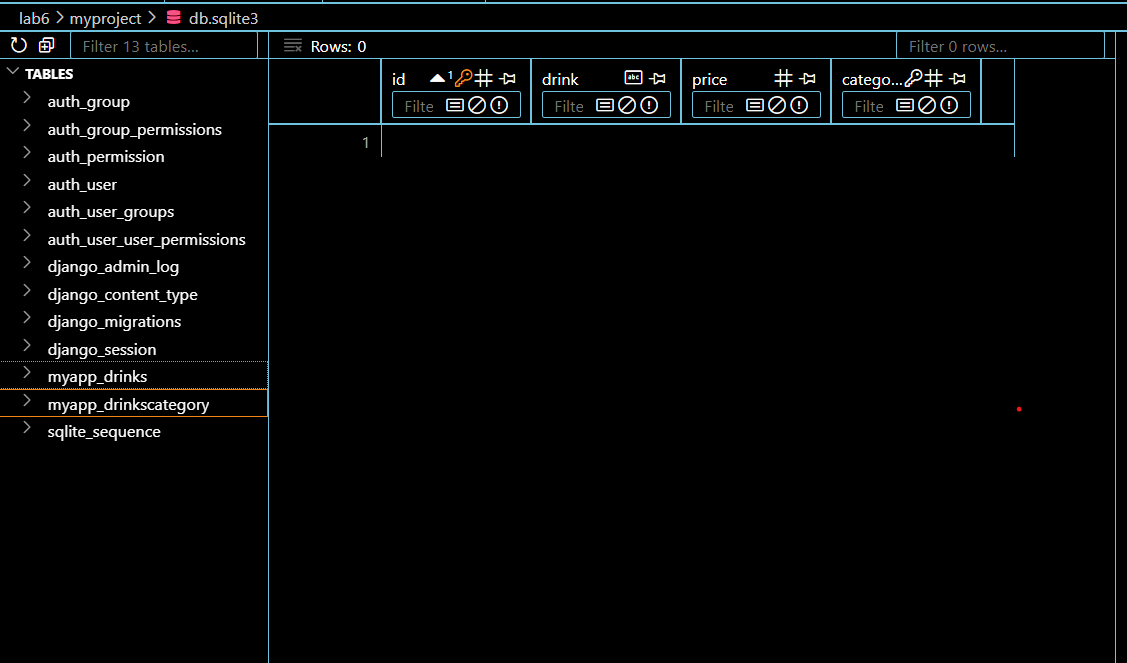 lab6 > myproject > db.sqlite3
Filter 13 tables...
Rows: 0
Filter 0 rows...
TABLES
auth_group
auth_group_permissions
auth_permission
auth_user
auth_user_groups
auth_user_user_permissions
django_admin_log
django_content_type
django_migrations
django_session
myapp_drinks
myapp_drinkscategory
sqlite_sequence
id 1 drink abc price catego...
Filte Filte Filte Filte
1